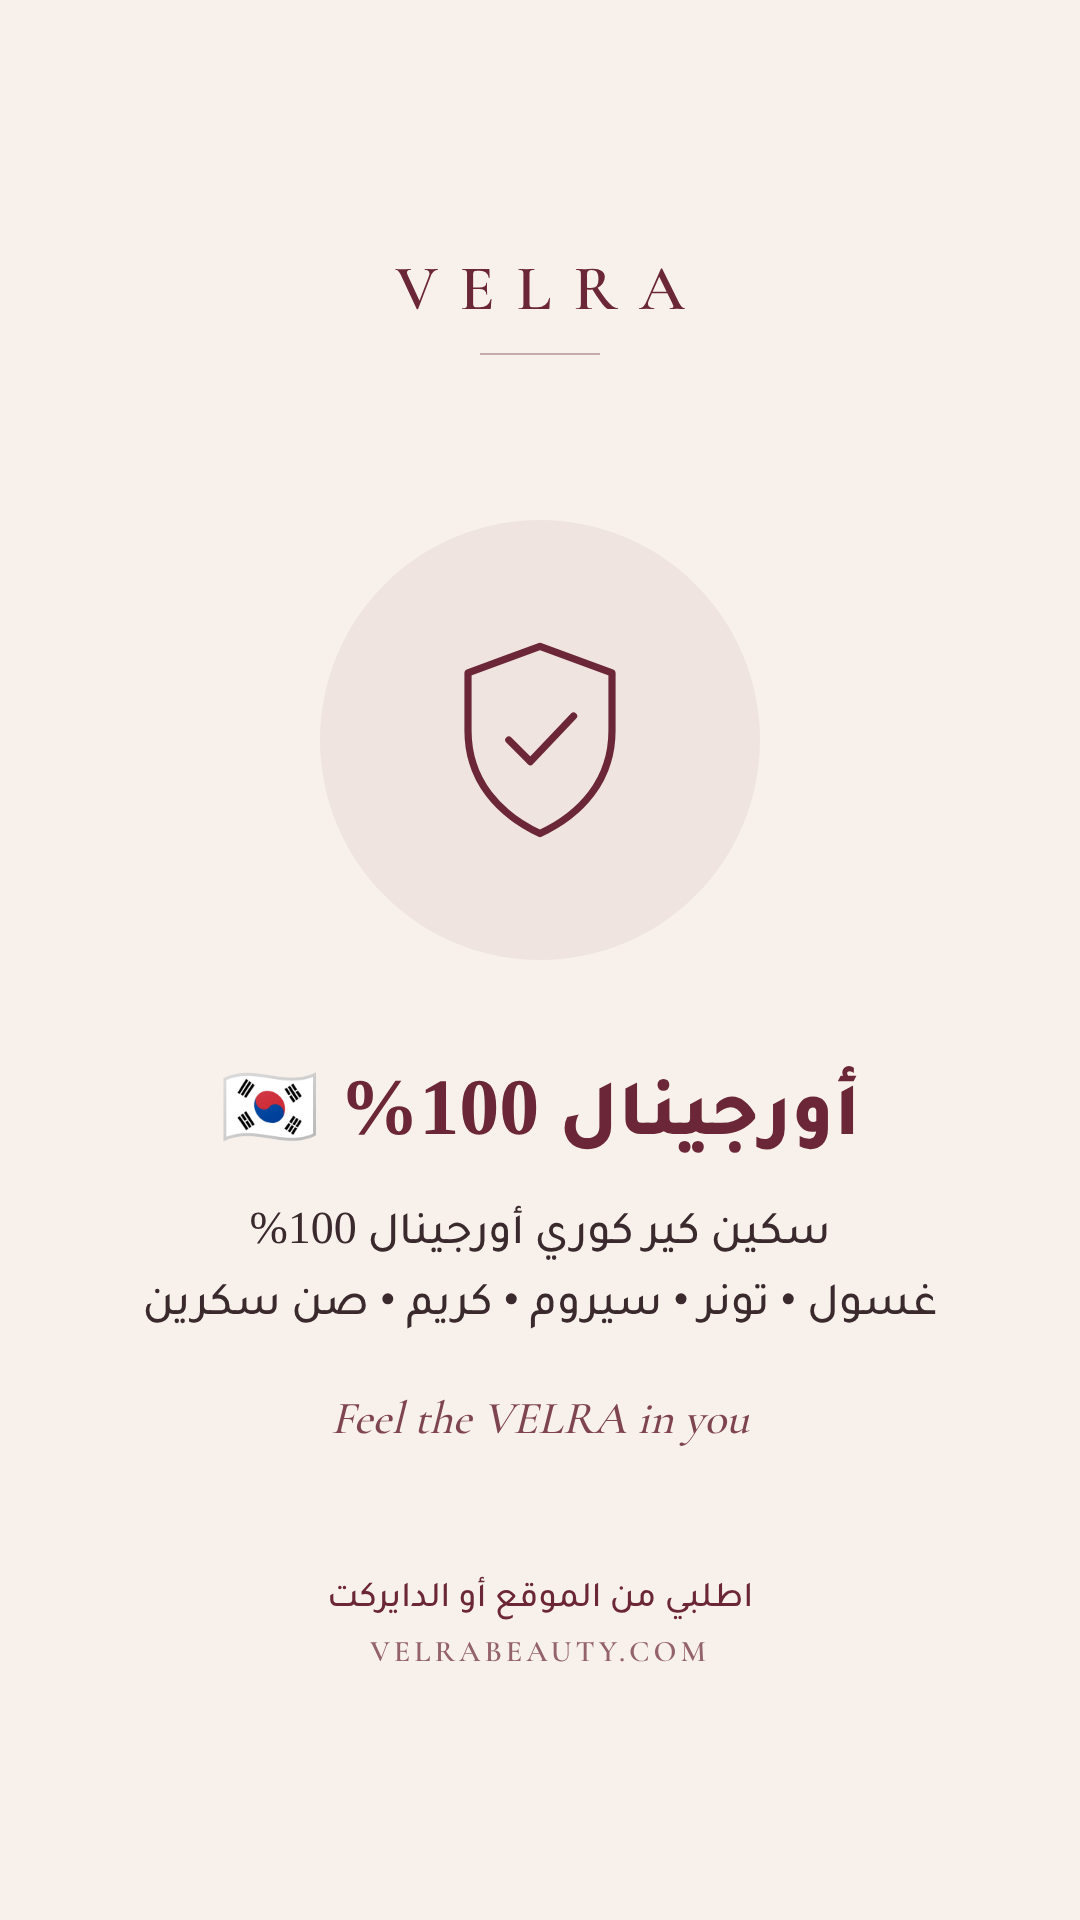 VELRA
أورجينال 100% 🇰🇷
سكين كير كوري أورجينال 100%
غسول • تونر • سيروم • كريم • صن سكرين
Feel the VELRA in you
اطلبي من الموقع أو الدايركت
VELRABEAUTY.COM